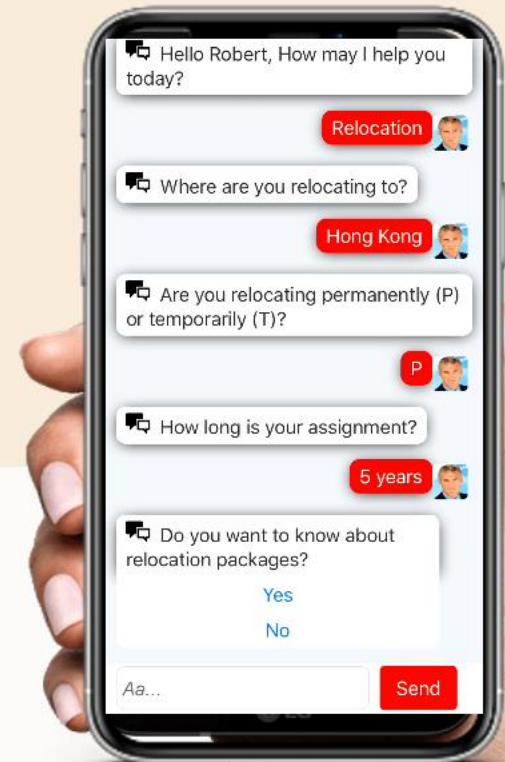 Hello Robert, How may I help you
today?
Relocation
Where are you relocating to?
Hong Kong
Are you relocating permanently (P)
or temporarily (T)?
P
How long is your assignment?
5 years
Do you want to know about
relocation packages?
Yes
No
Aa...
Send